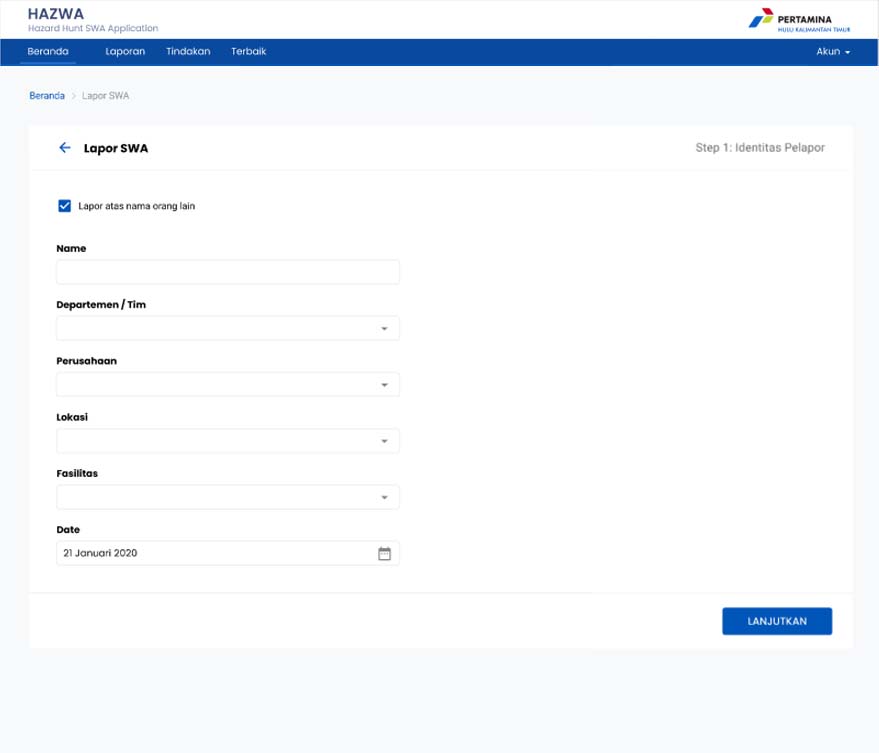 HAZWA
Hazard Hunt SWA Application
PERTAMINA
HULU KALIMANTAN TIMUR
Beranda Laporan Tindakan Terbaik Akun
Beranda > Lapor SWA
Lapor SWA Step 1: Identitas Pelapor
Lapor atas nama orang lain
Name
Departemen / Tim
Perusahaan
Lokasi
Fasilitas
Date
21 Januari 2020
LANJUTKAN